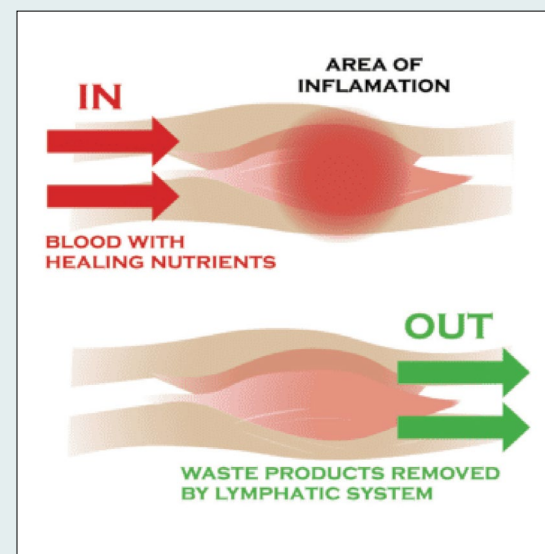 AREA OF
INFLAMATION
IN
BLOOD WITH
HEALING NUTRIENTS
OUT
WASTE PRODUCTS REMOVED
BY LYMPHATIC SYSTEM